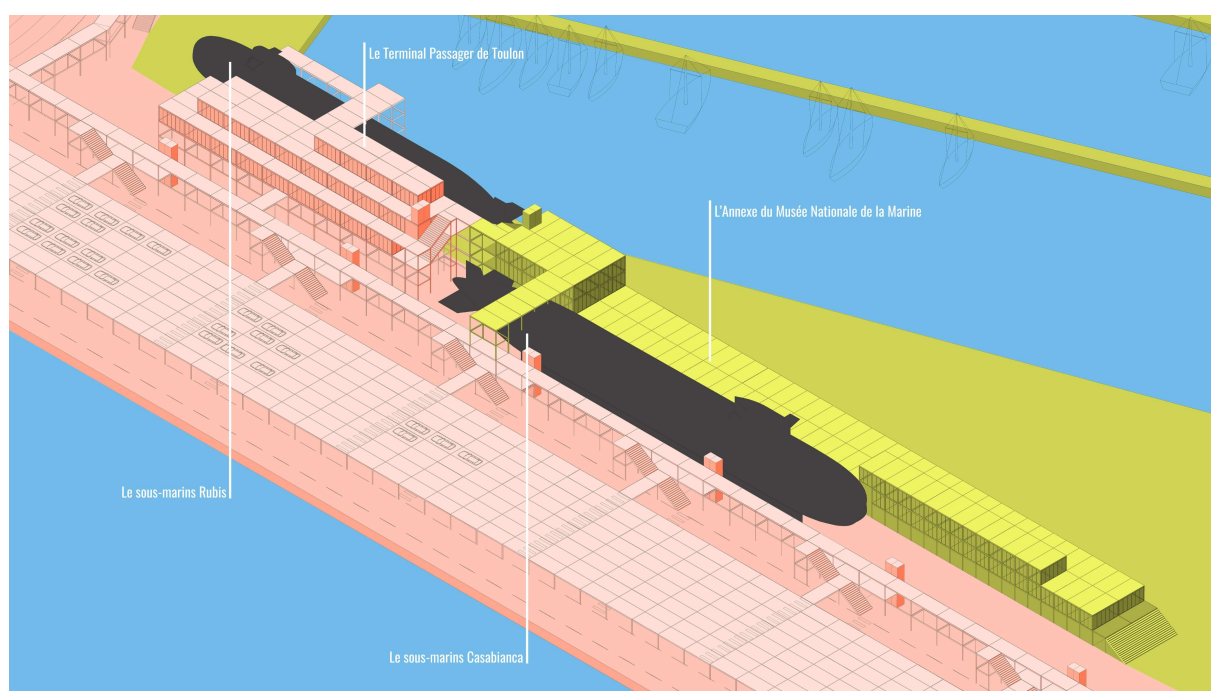 Le Terminal Passager de Toulon
L'Annexe du Musée Nationale de la Marine
Le sous-marins Rubis
Le sous-marins Casabianca